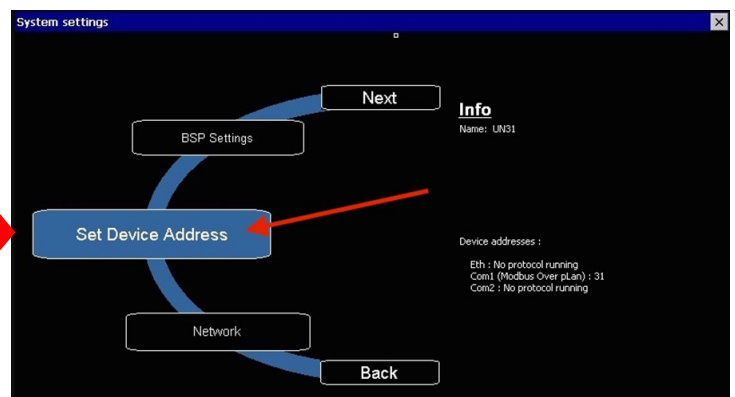 System settings
Next
BSP Settings
Set Device Address
Network
Back
Info
Name: UN31
Device addresses :
Eth : No protocol running
Com1 (Modbus Over pLan) : 31
Com2 : No protocol running